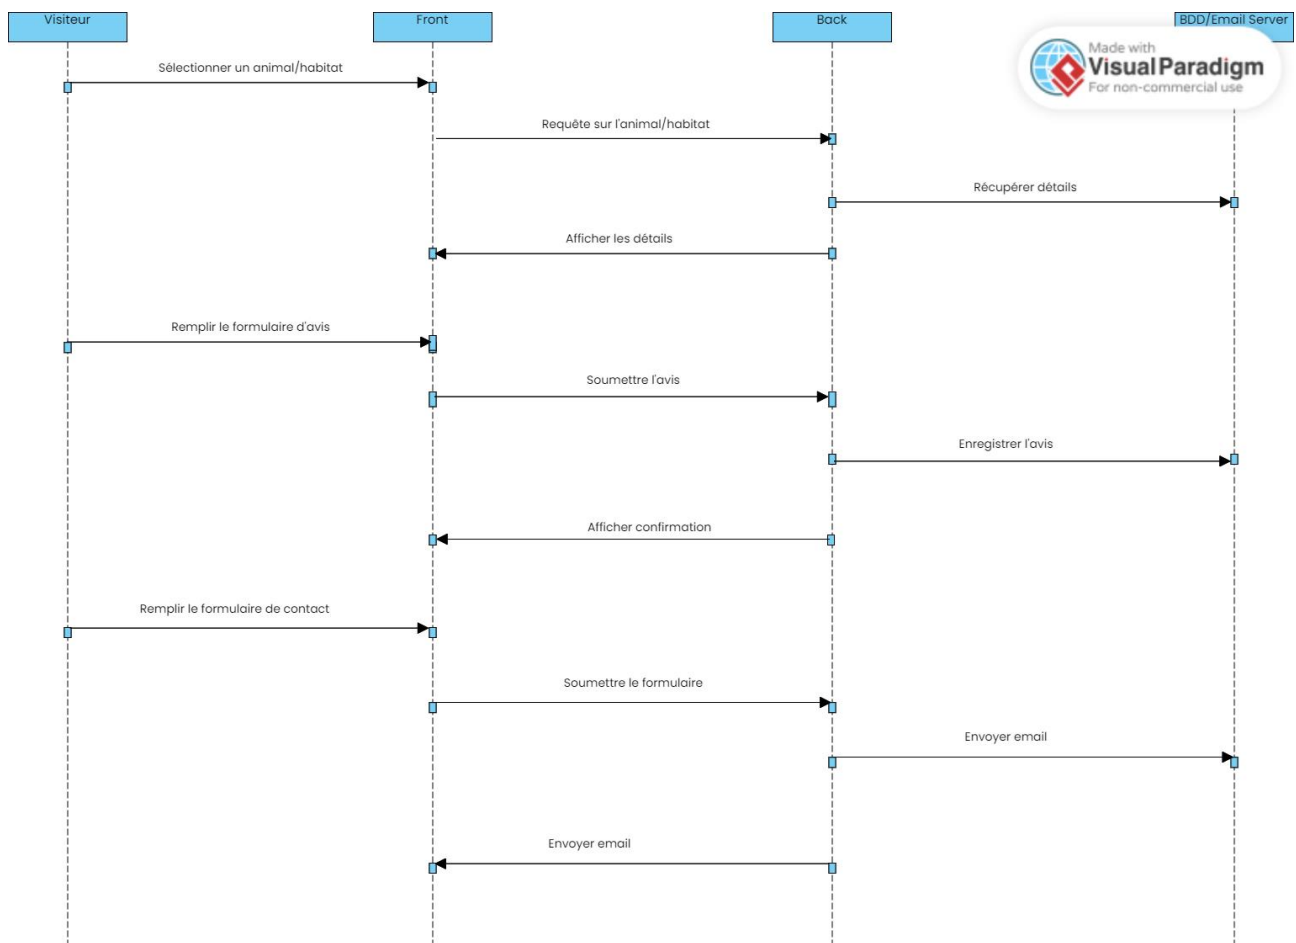 Visiteur
Front
Back
BDD/Email Server
Made with
Visual Paradigm
For non-commercial use
Sélectionner un animal/habitat
Requête sur l'animal/habitat
Récupérer détails
Afficher les détails
Remplir le formulaire d'avis
Soumettre l'avis
Enregistrer l'avis
Afficher confirmation
Remplir le formulaire de contact
Soumettre le formulaire
Envoyer email
Envoyer email